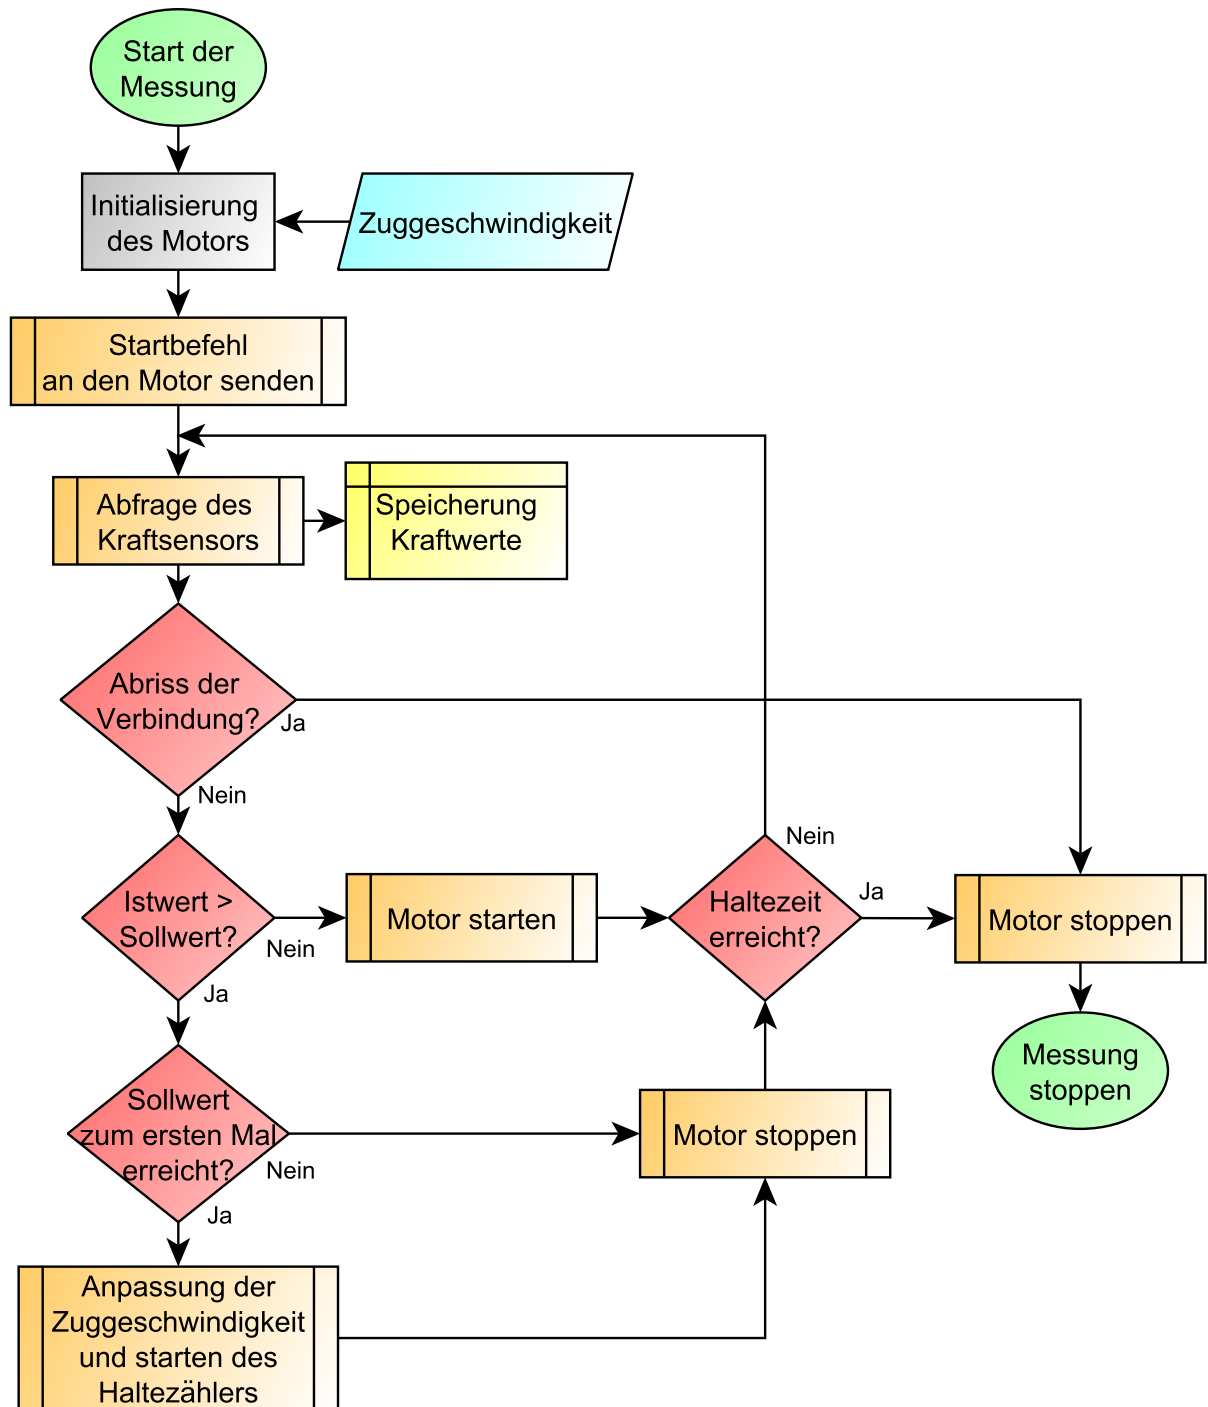 Start der
Messung
Initialisierung
des Motors
Zuggeschwindigkeit
Startbefehl
an den Motor senden
Abfrage des
Kraftsensors
Speicherung
Kraftwerte
Abriss der
Verbindung?
Ja
Nein
Istwert >
Sollwert?
Nein
Ja
Motor starten
Haltezeit
erreicht?
Nein
Ja
Motor stoppen
Messung
stoppen
Sollwert
zum ersten Mal
erreicht?
Nein
Ja
Motor stoppen
Anpassung der
Zuggeschwindigkeit
und starten des
Haltezählers